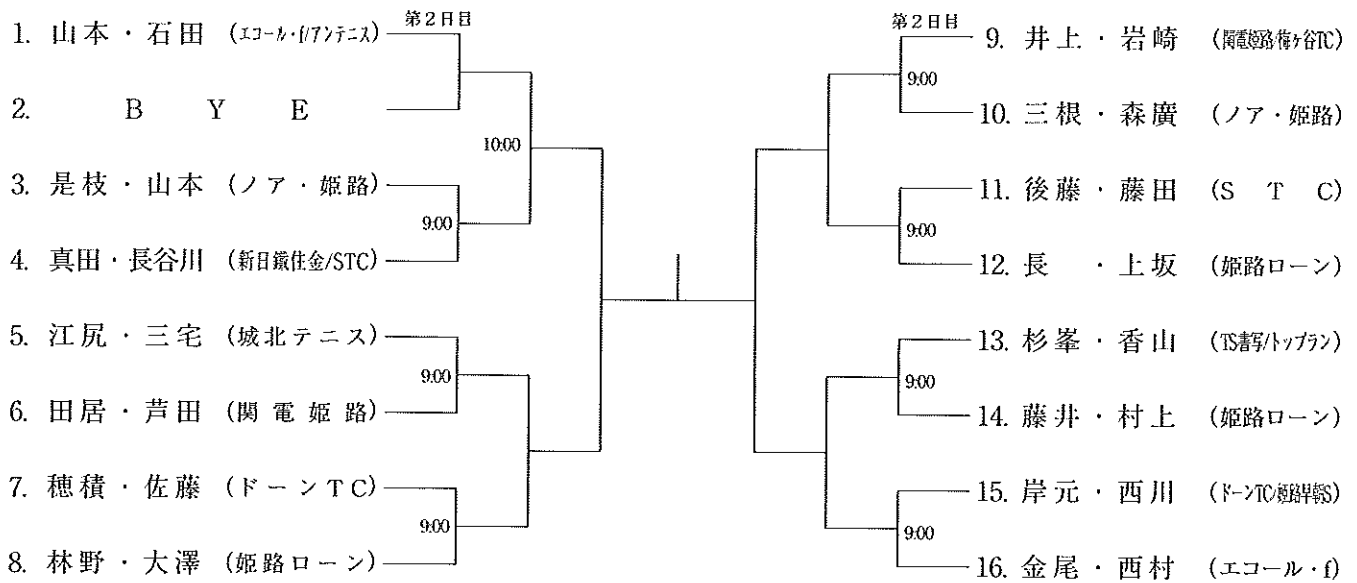 第2日目
1. 山本・石田 (エコール・f/アンテニス)
2. B Y E
10:00
3. 是枝・山本 (ノア・姫路)
9:00
4. 真田・長谷川 (新日鐵住金/STC)
5. 江尻・三宅 (城北テニス)
9:00
6. 田居・芦田 (関電姫路)
7. 穂積・佐藤 (ドーンTC)
9:00
8. 林野・大澤 (姫路ローン)
第2日目
9. 井上・岩崎 (関電姫路/梅ヶ谷TC)
9:00
10. 三根・森廣 (ノア・姫路)
11. 後藤・藤田 (S T C)
9:00
12. 長 ・上坂 (姫路ローン)
13. 杉峯・香山 (TS書写/トップラン)
9:00
14. 藤井・村上 (姫路ローン)
15. 岸元・西川 (ドーンTC/
9:00
16. 金尾・西村 (エコール・f)